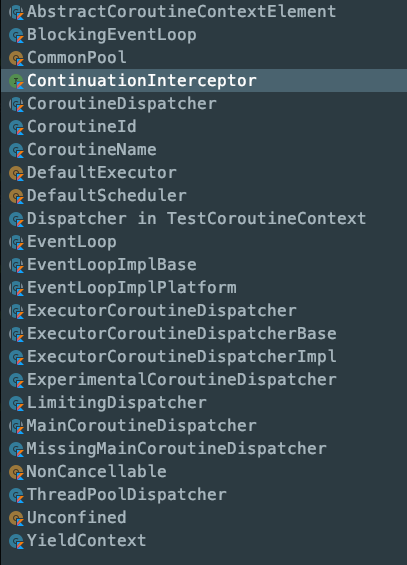 AbstractCoroutineContextElement
BlockingEventLoop
CommonPool
ContinuationInterceptor
CoroutineDispatcher
CoroutineId
CoroutineName
DefaultExecutor
DefaultScheduler
Dispatcher in TestCoroutineContext
EventLoop
EventLoopImplBase
EventLoopImplPlatform
ExecutorCoroutineDispatcher
ExecutorCoroutineDispatcherBase
ExecutorCoroutineDispatcherImpl
ExperimentalCoroutineDispatcher
LimitingDispatcher
MainCoroutineDispatcher
MissingMainCoroutineDispatcher
NonCancellable
ThreadPoolDispatcher
Unconfined
YieldContext